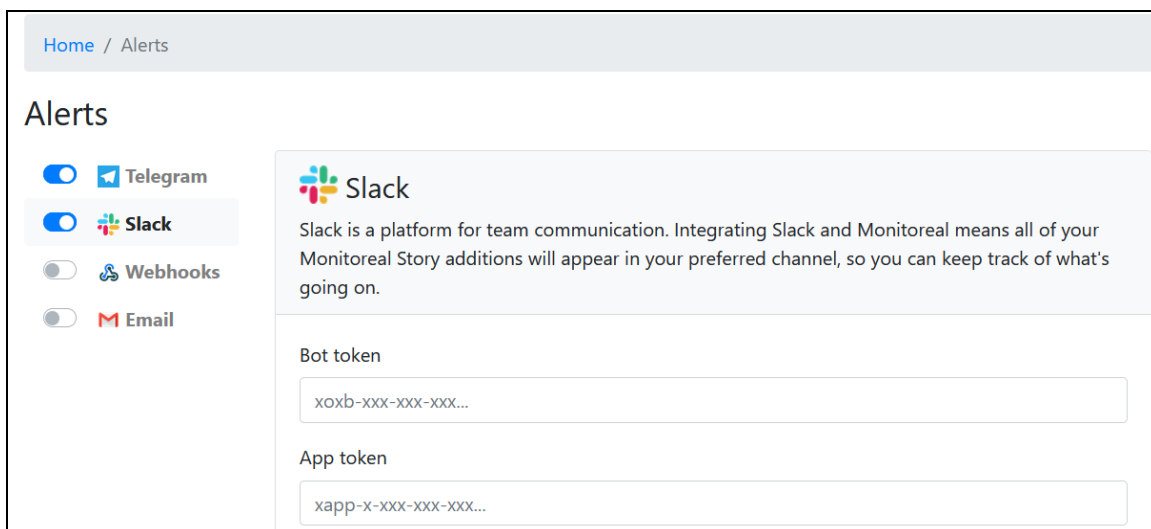 Home / Alerts
Alerts
Telegram
Slack
Webhooks
Email
Slack
Slack is a platform for team communication. Integrating Slack and Monitoreal means all of your
Monitoreal Story additions will appear in your preferred channel, so you can keep track of what's
going on.
Bot token
xoxb-xxx-xxx-xxx...
App token
xapp-x-xxx-xxx-xxx...